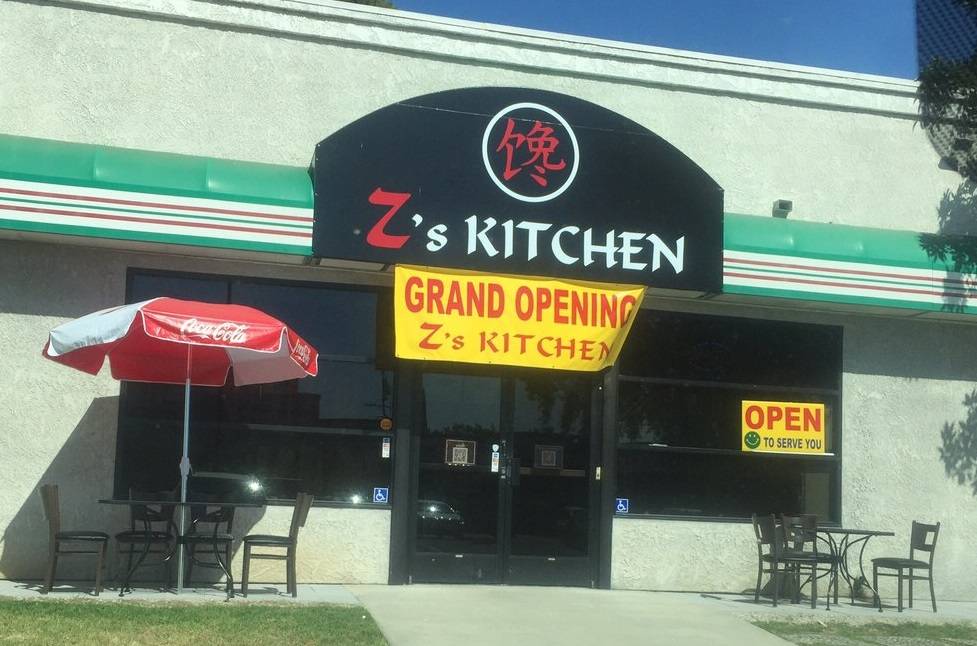 馋
Z's KITCHEN
GRAND OPENING
Z's KITCHEN
Coca-Cola
OPEN
TO SERVE YOU